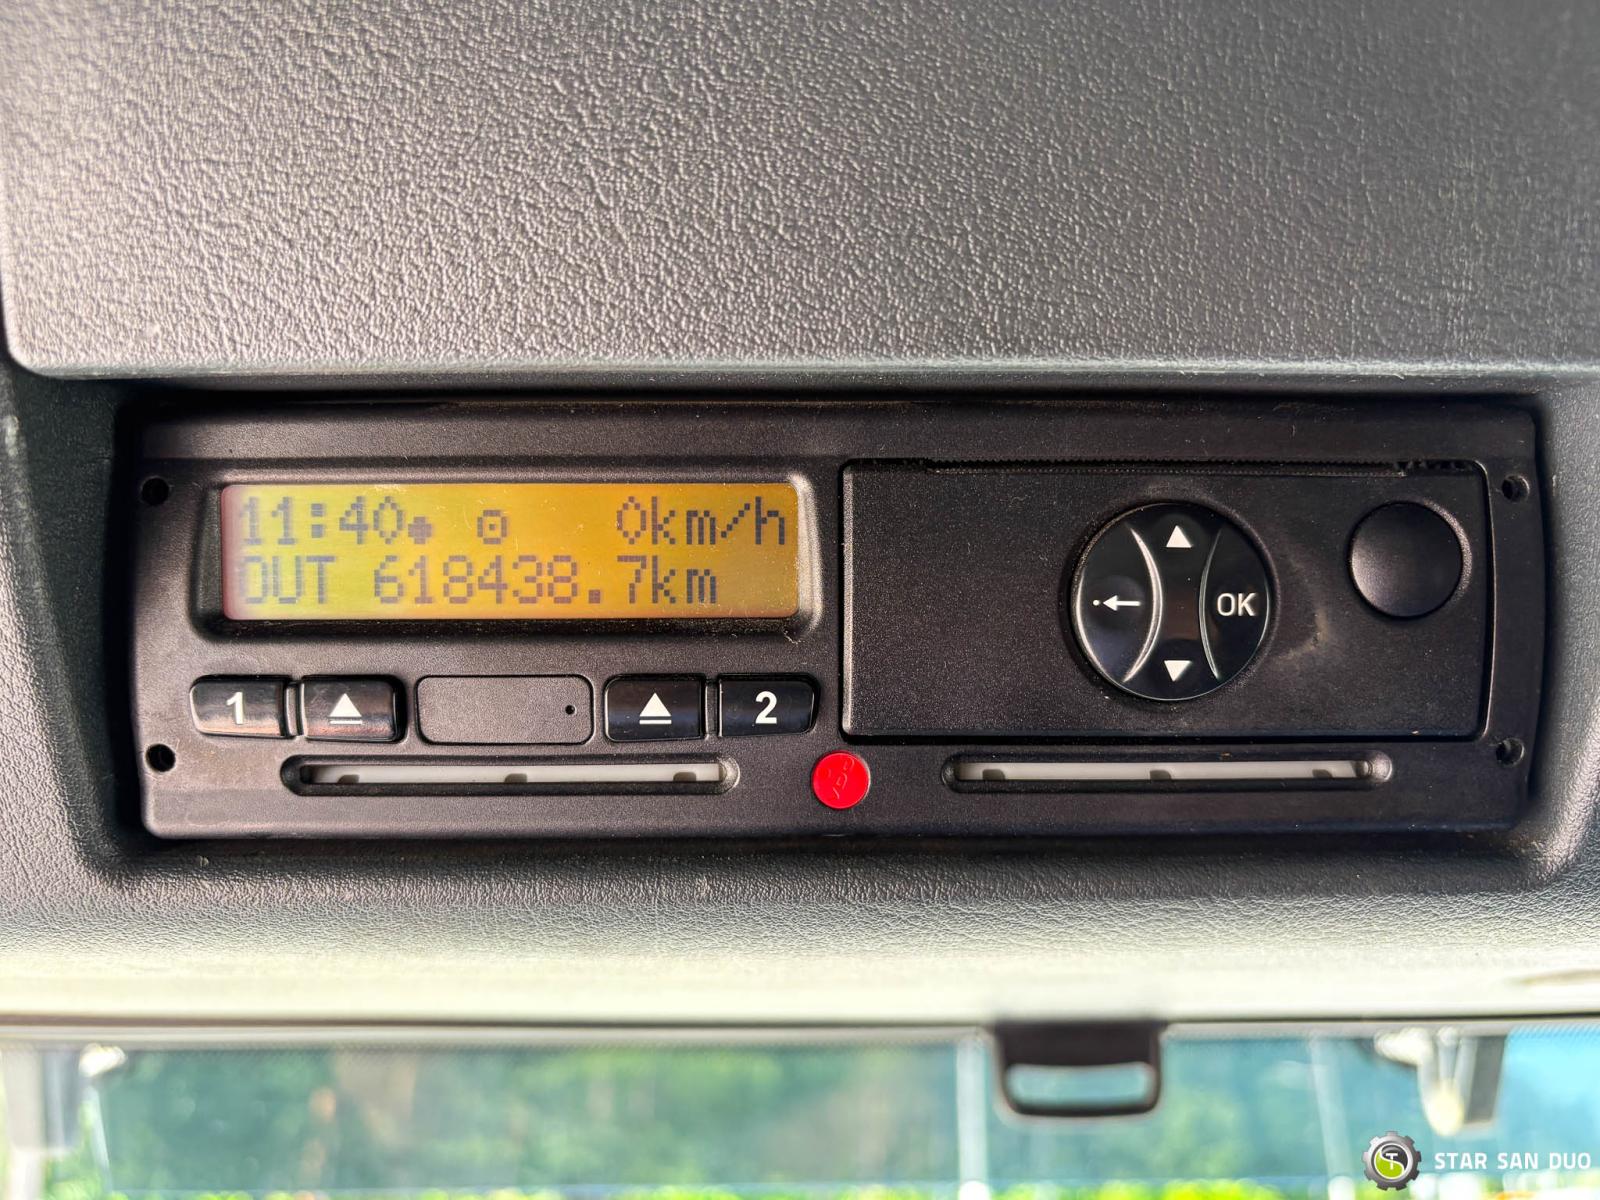 11:40 0km/h
OUT 618438.7km
1
2
OK
STAR SAN DUO